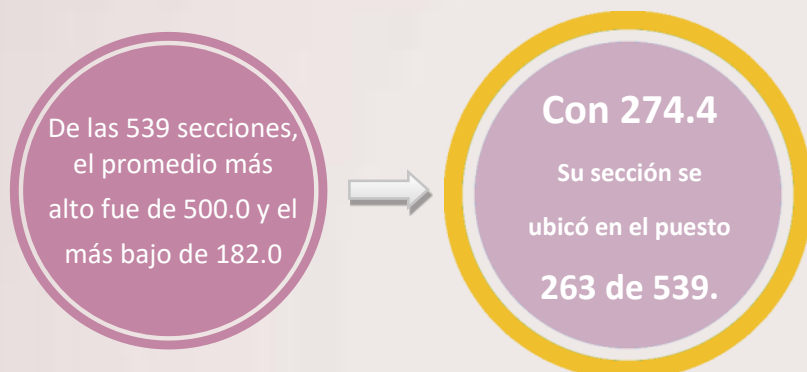 De las 539 secciones,
el promedio más
alto fue de 500.0 y el
más bajo de 182.0
Con 274.4
Su sección se
ubicó en el puesto
263 de 539.